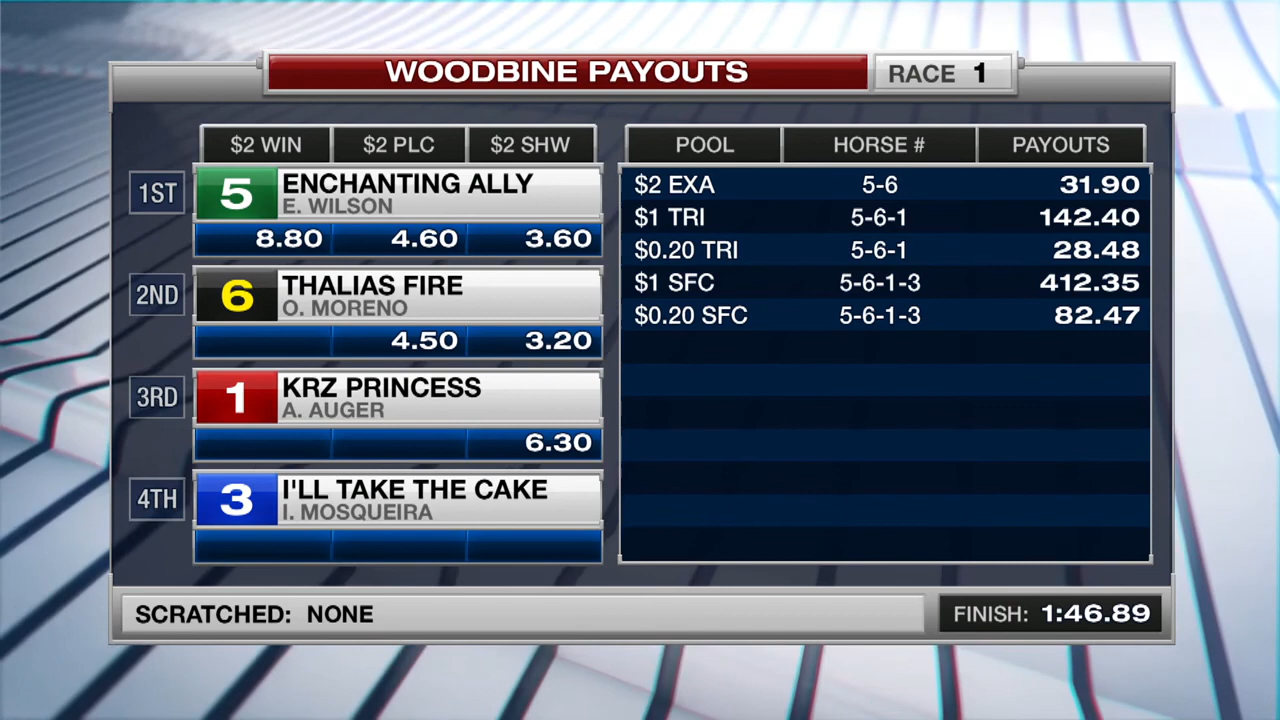 WOODBINE PAYOUTS RACE 1
$2 WIN $2 PLC $2 SHW
1ST 5 ENCHANTING ALLY
E. WILSON
8.80 4.60 3.60
2ND 6 THALIAS FIRE
O. MORENO
4.50 3.20
3RD 1 KRZ PRINCESS
A. AUGER
6.30
4TH 3 I'LL TAKE THE CAKE
I. MOSQUEIRA
POOL HORSE # PAYOUTS
$2 EXA 5-6 31.90
$1 TRI 5-6-1 142.40
$0.20 TRI 5-6-1 28.48
$1 SFC 5-6-1-3 412.35
$0.20 SFC 5-6-1-3 82.47
SCRATCHED: NONE
FINISH: 1:46.89